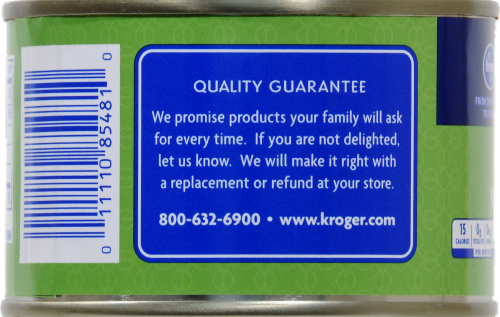 0 11110 85481 0
QUALITY GUARANTEE
We promise products your family will ask
for every time. If you are not delighted,
let us know. We will make it right with
a replacement or refund at your store.
800-632-6900 • www.kroger.com
15
CALORIES
0g